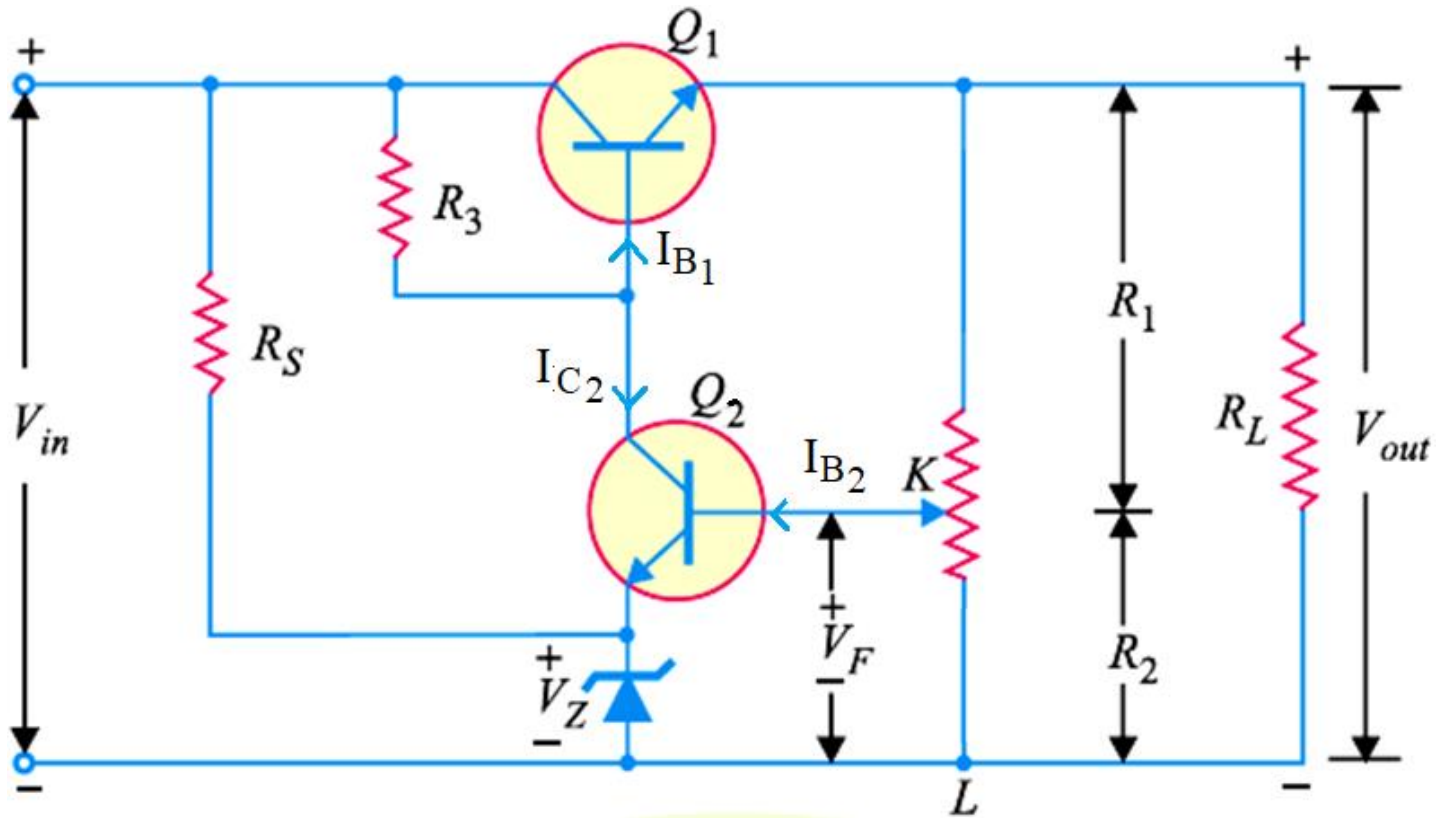 Q1
+
+
R3
IB1
RS
R1
IC2
Q2
RL
Vin
Vout
IB2
K
+
VF
−
+
VZ
−
R2
−
L
−